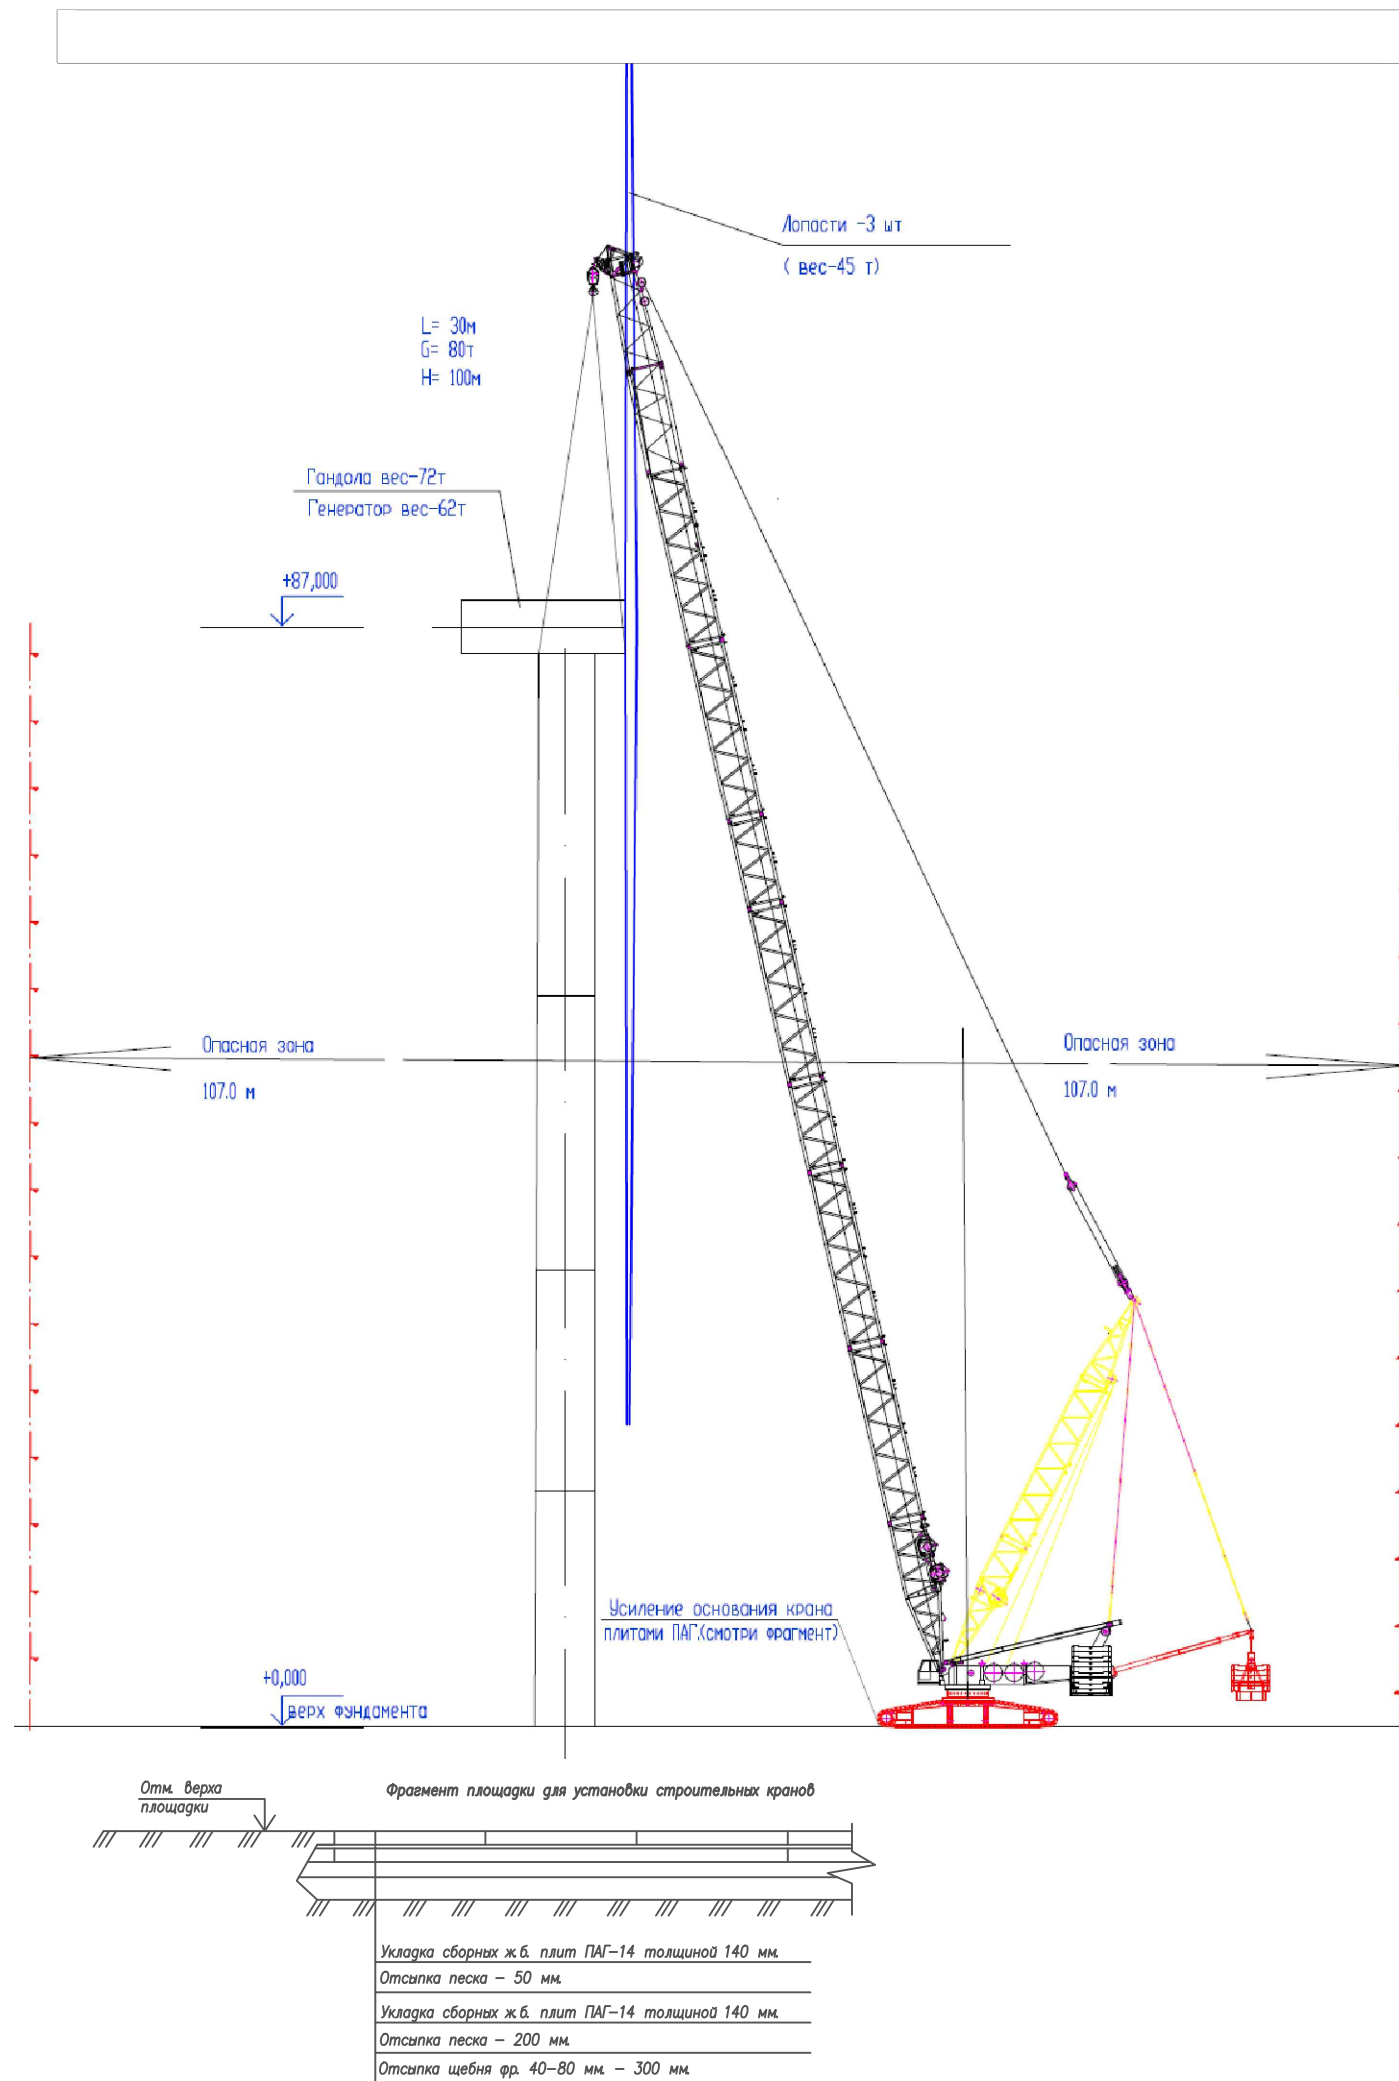 Лопасти -3 шт
( вес-45 т)
L= 30м
G= 80т
H= 100м
Гандола вес-72т
Генератор вес-62т
+87,000
Опасная зона
107.0 м
Опасная зона
107.0 м
Усиление основания крана
плитами ПАГ.(смотри фрагмент)
+0,000
верх фундамента
Отм. верха
площадки
Фрагмент площадки для установки строительных кранов
Укладка сборных ж.б. плит ПАГ-14 толщиной 140 мм.
Отсыпка песка - 50 мм.
Укладка сборных ж.б. плит ПАГ-14 толщиной 140 мм.
Отсыпка песка - 200 мм.
Отсыпка щебня фр. 40-80 мм. - 300 мм.